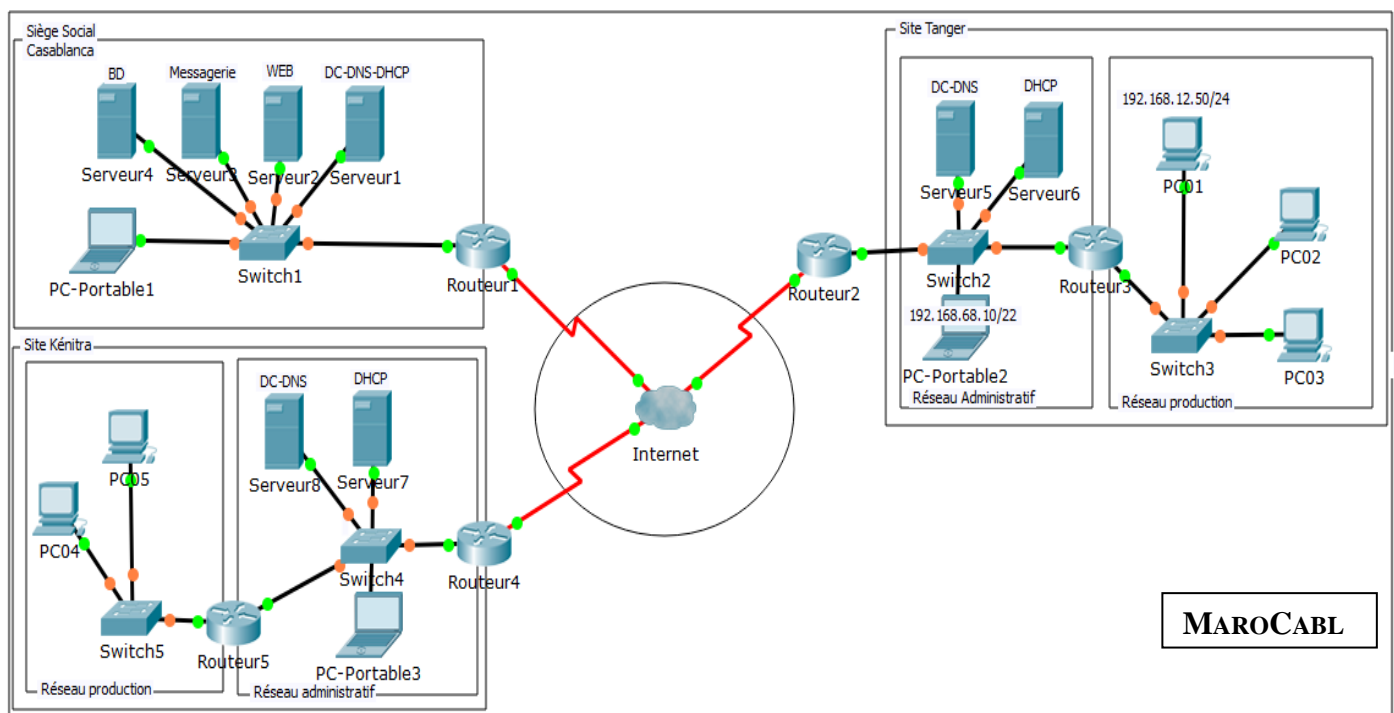 Siège Social
Casablanca
BD
Messagerie
WEB
DC-DNS-DHCP
Serveur4
Serveur3
Serveur2
Serveur1
PC-Portable1
Switch1
Routeur1
Site Tanger
DC-DNS
DHCP
192.168.12.50/24
Serveur5
Serveur6
PC01
PC02
Routeur2
Switch2
Routeur3
192.168.68.10/22
PC-Portable2
Switch3
PC03
Réseau Administratif
Réseau production
Internet
Site Kénitra
DC-DNS
DHCP
PC05
Serveur8
Serveur7
PC04
Switch4
Routeur4
Switch5
Routeur5
PC-Portable3
Réseau production
Réseau administratif
MAROCABL